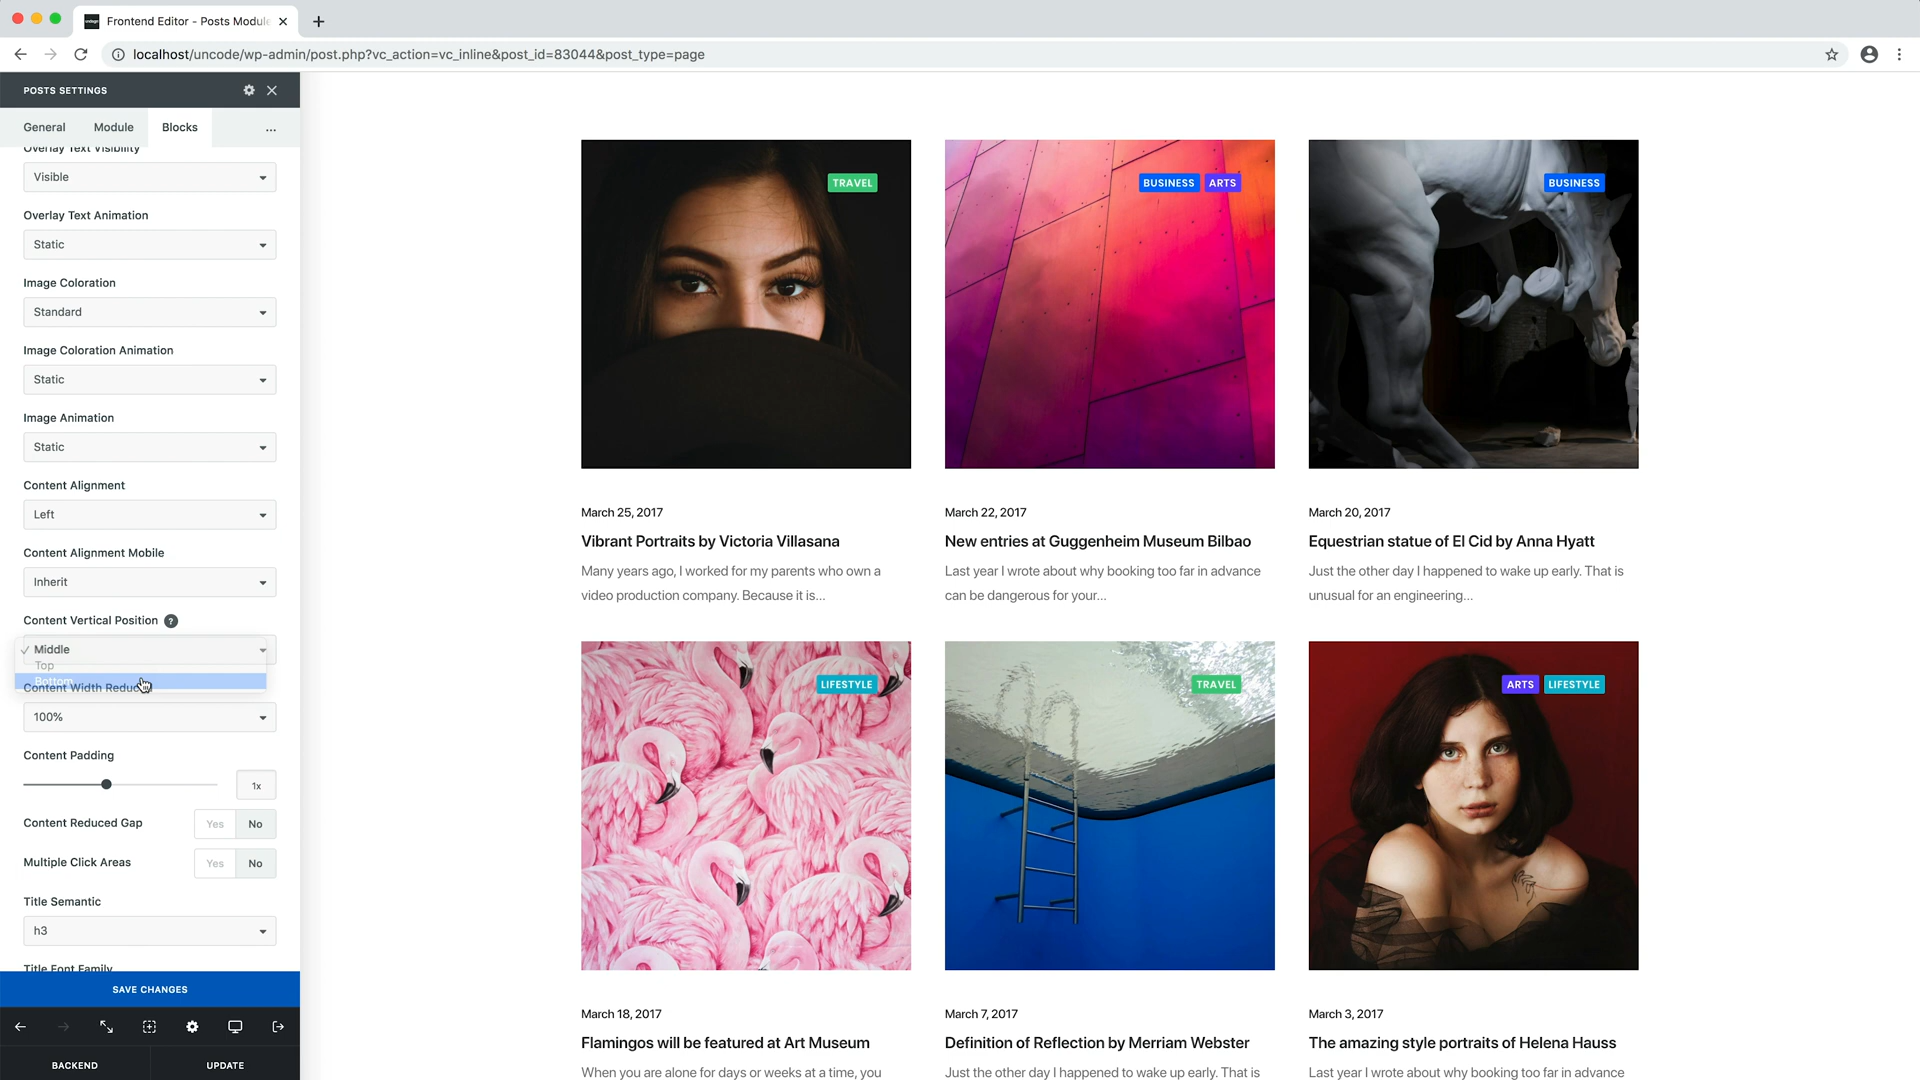 Frontend Editor - Posts Module
localhost/uncode/wp-admin/post.php?vc_action=vc_inline&post_id=83044&post_type=page
POSTS SETTINGS
General Module Blocks ...
Overlay Text Visibility
Visible
Overlay Text Animation
Static
Image Coloration
Standard
Image Coloration Animation
Static
Image Animation
Static
Content Alignment
Left
Content Alignment Mobile
Inherit
Content Vertical Position ?
✓ Middle
Top
Bottom
Content Width Reduced
100%
Content Padding
1x
Content Reduced Gap Yes No
Multiple Click Areas Yes No
Title Semantic
h3
Title Font Family
SAVE CHANGES
BACKEND UPDATE
TRAVEL
March 25, 2017
Vibrant Portraits by Victoria Villasana
Many years ago, I worked for my parents who own a
video production company. Because it is...
BUSINESS ARTS
March 22, 2017
New entries at Guggenheim Museum Bilbao
Last year I wrote about why booking too far in advance
can be dangerous for your...
BUSINESS
March 20, 2017
Equestrian statue of El Cid by Anna Hyatt
Just the other day I happened to wake up early. That is
unusual for an engineering...
LIFESTYLE
March 18, 2017
Flamingos will be featured at Art Museum
When you are alone for days or weeks at a time, you
TRAVEL
March 7, 2017
Definition of Reflection by Merriam Webster
Just the other day I happened to wake up early. That is
ARTS LIFESTYLE
March 3, 2017
The amazing style portraits of Helena Hauss
Last year I wrote about why booking too far in advance